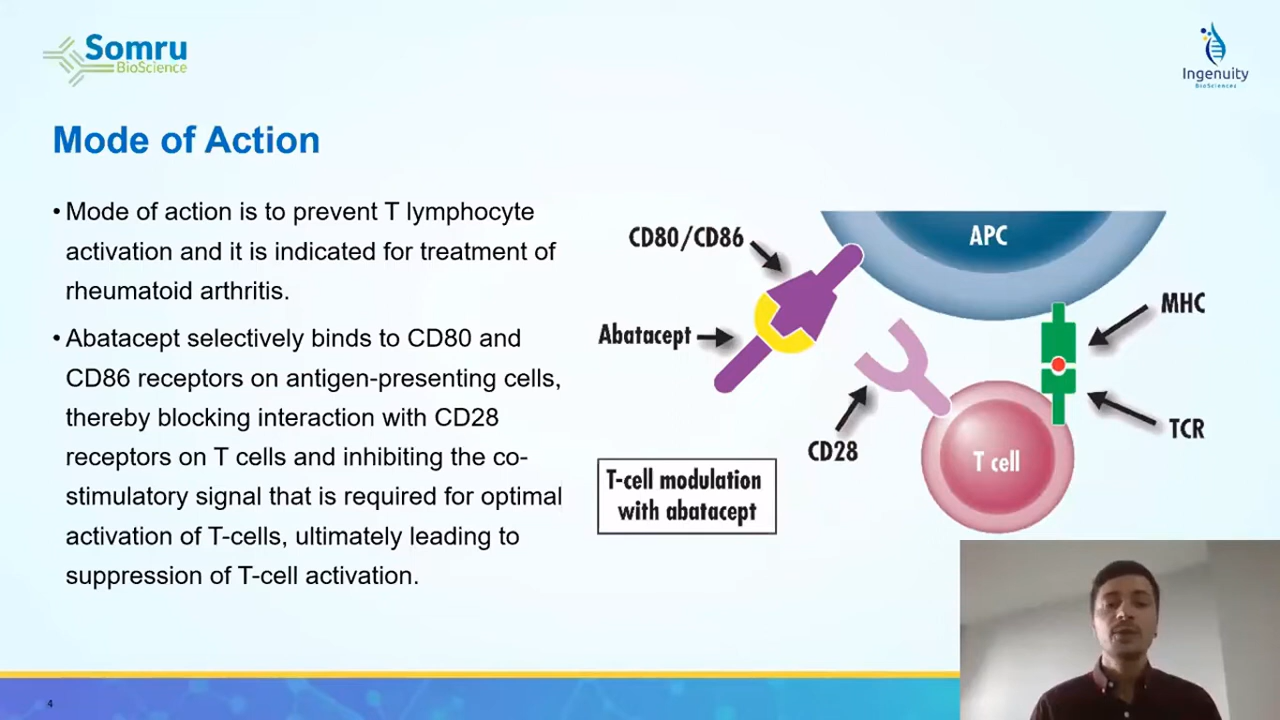 Somru
BioScience
Ingenuity
BioSciences
Mode of Action
• Mode of action is to prevent T lymphocyte
activation and it is indicated for treatment of
rheumatoid arthritis.
• Abatacept selectively binds to CD80 and
CD86 receptors on antigen-presenting cells,
thereby blocking interaction with CD28
receptors on T cells and inhibiting the co-
stimulatory signal that is required for optimal
activation of T-cells, ultimately leading to
suppression of T-cell activation.
CD80/CD86
APC
MHC
Abatacept
CD28
TCR
T cell
T-cell modulation
with abatacept
4